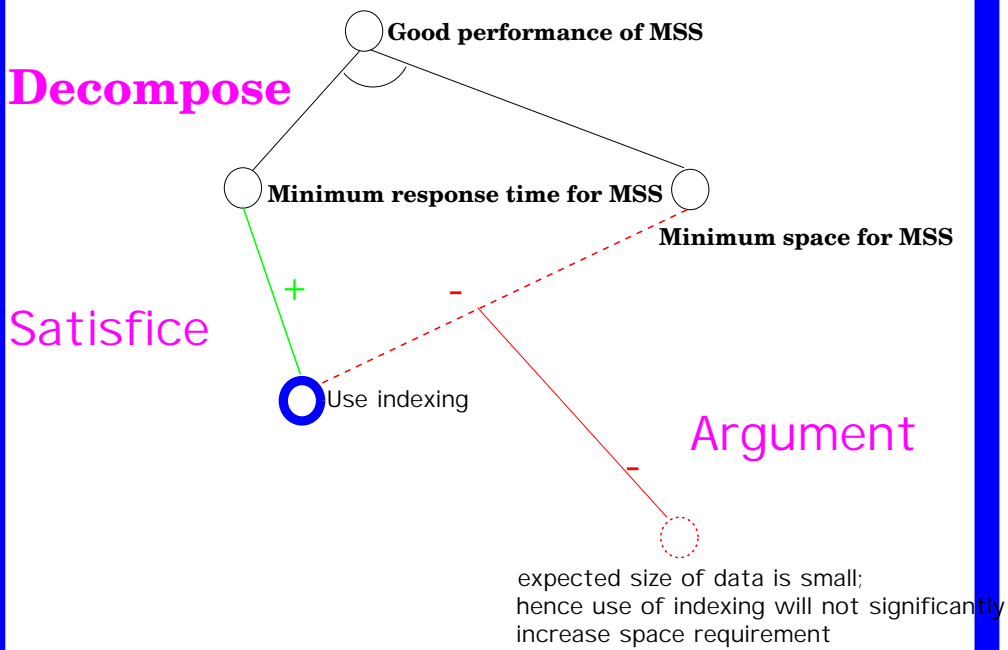 Good performance of MSS
Decompose
Minimum response time for MSS
Minimum space for MSS
+
-
Satisfice
Use indexing
Argument
-
expected size of data is small;
hence use of indexing will not significantly
increase space requirement